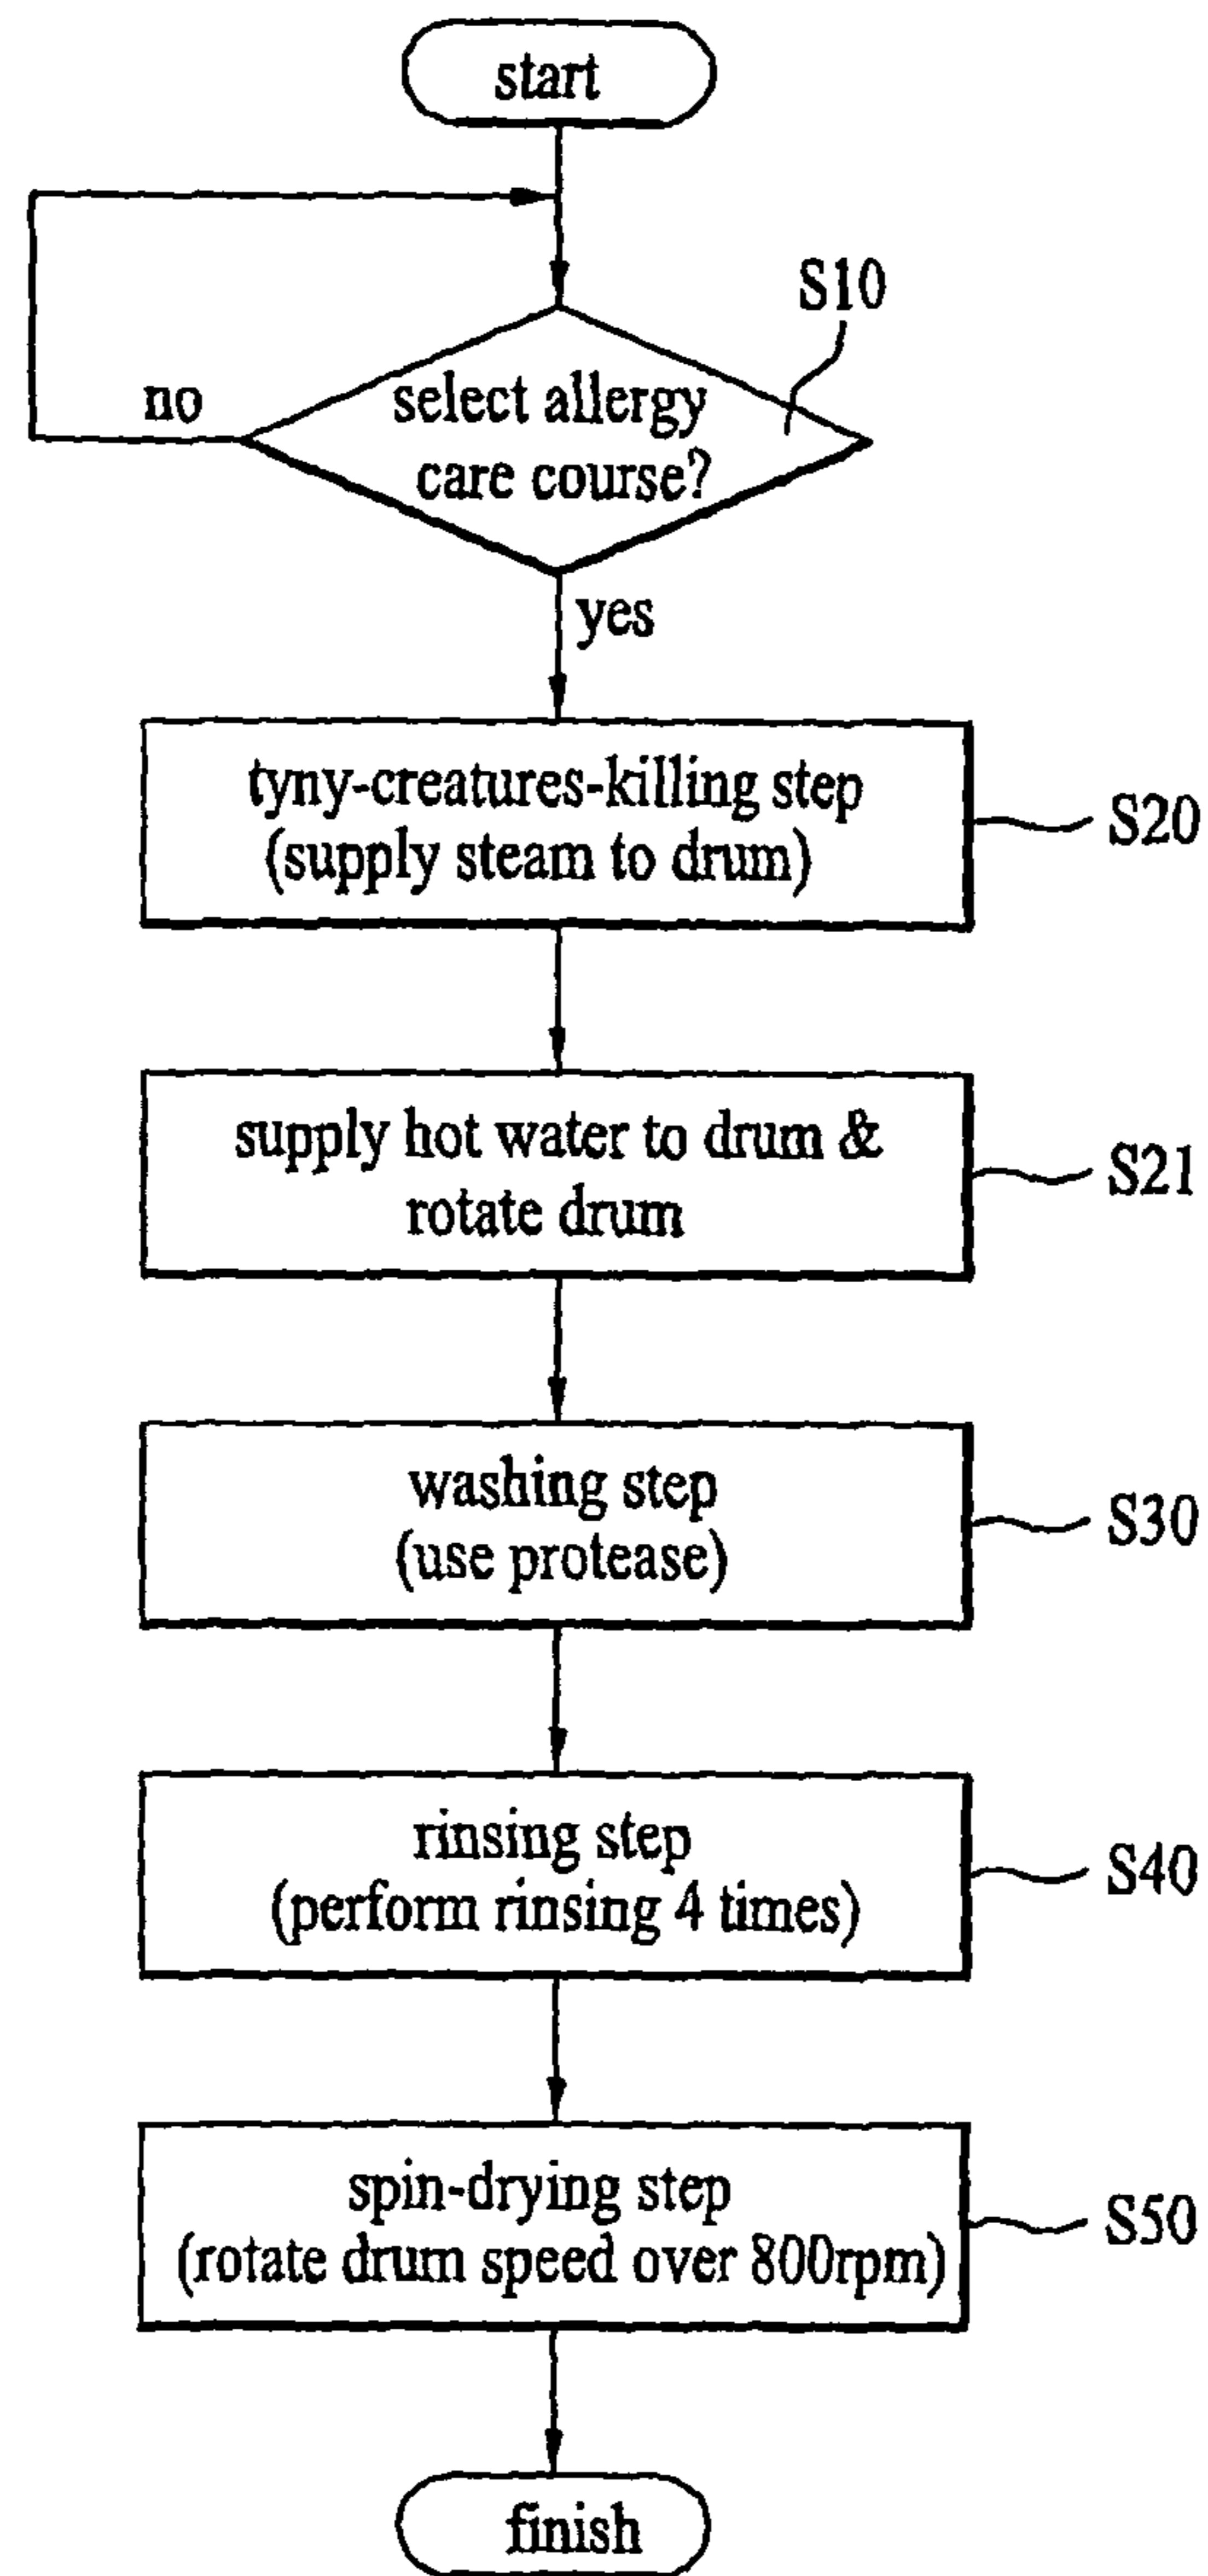 start
S10
no
select allergy
care course?
yes
tyny-creatures-killing step
(supply steam to drum)
S20
supply hot water to drum &
rotate drum
S21
washing step
(use protease)
S30
rinsing step
(perform rinsing 4 times)
S40
spin-drying step
(rotate drum speed over 800rpm)
S50
finish